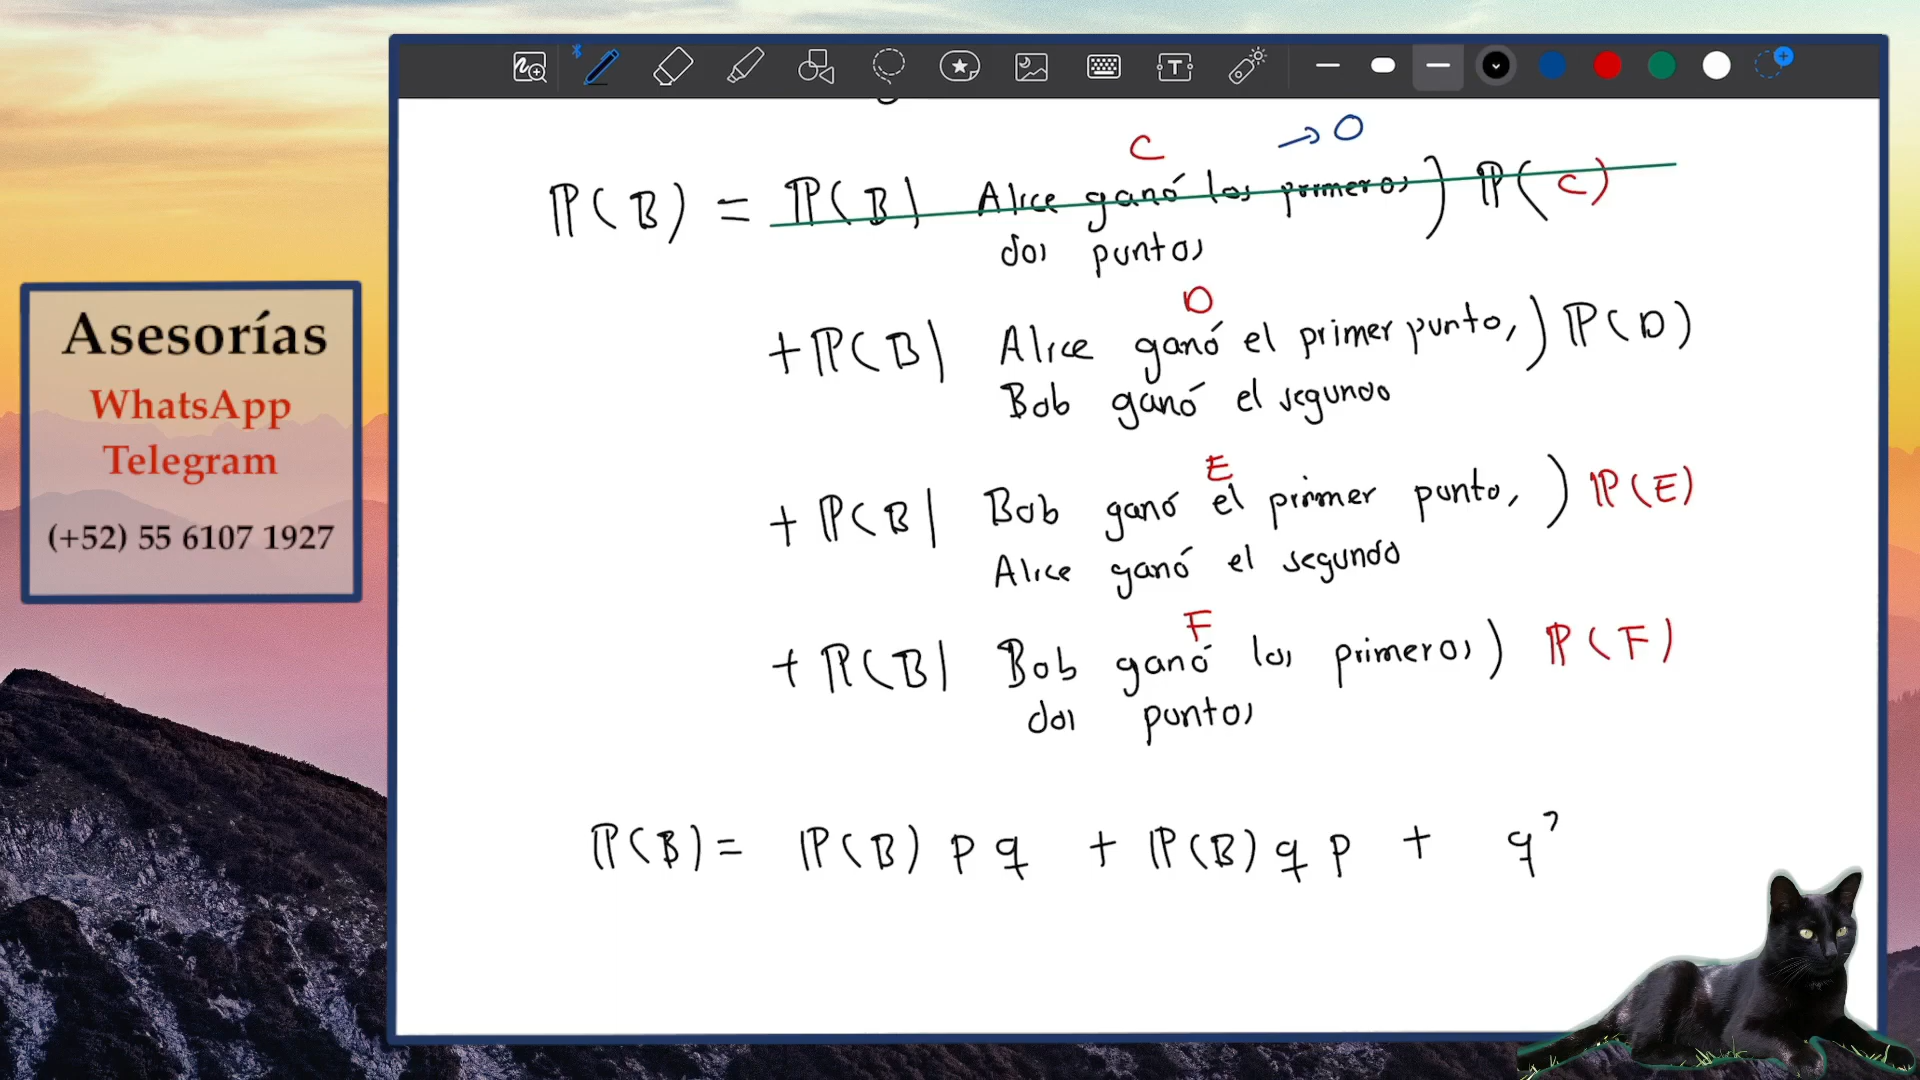 C → 0
P(B) = P(B| Alice ganó los primeros) P(C)
dos puntos
D
+ P(B| Alice ganó el primer punto,) P(D)
Bob ganó el segundo
E
+ P(B| Bob ganó el primer punto,) P(E)
Alice ganó el segundo
F
+ P(B| Bob ganó los primeros) P(F)
dos puntos
P(B) = P(B) p q + P(B) q p + q²
Asesorías
WhatsApp
Telegram
(+52) 55 6107 1927